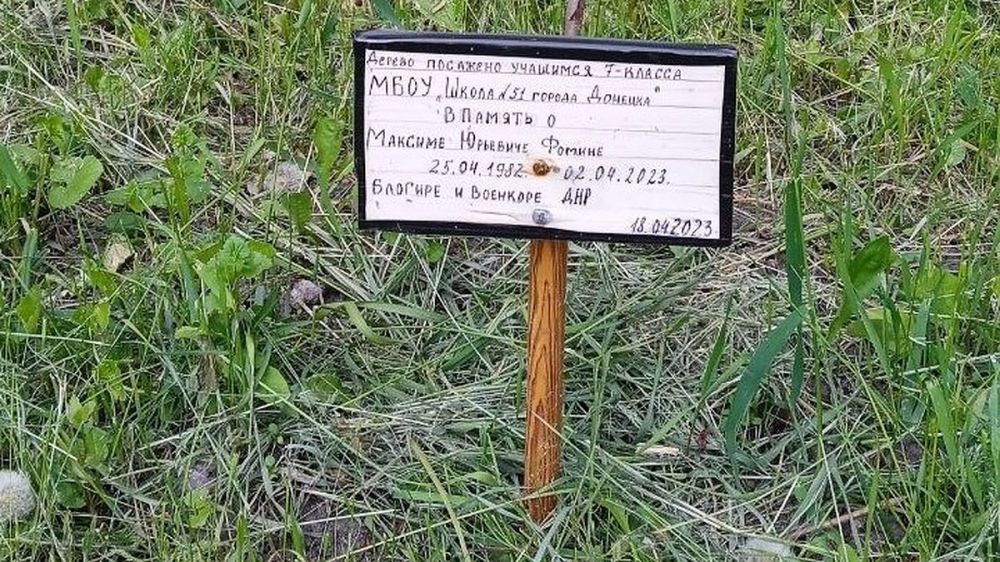 Дерево посажено учащимся 7-класса
МБОУ „Школа №51 города Донецка"
В память о
Максиме Юрьевиче Фомине
25.04.1982 - 02.04.2023.
Блогире и Военкоре ДНР
18.04.2023